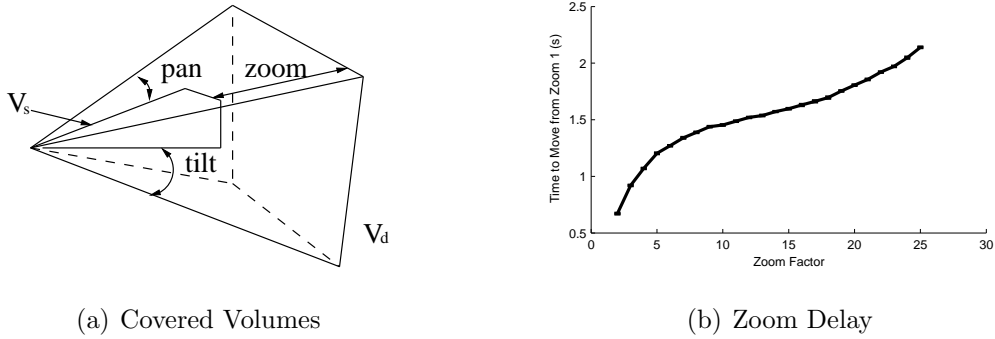 pan
zoom
Vs
tilt
Vd
(a) Covered Volumes
Time to Move from Zoom 1 (s)
2.5
2
1.5
1
0.5
0 5 10 15 20 25 30
Zoom Factor
(b) Zoom Delay